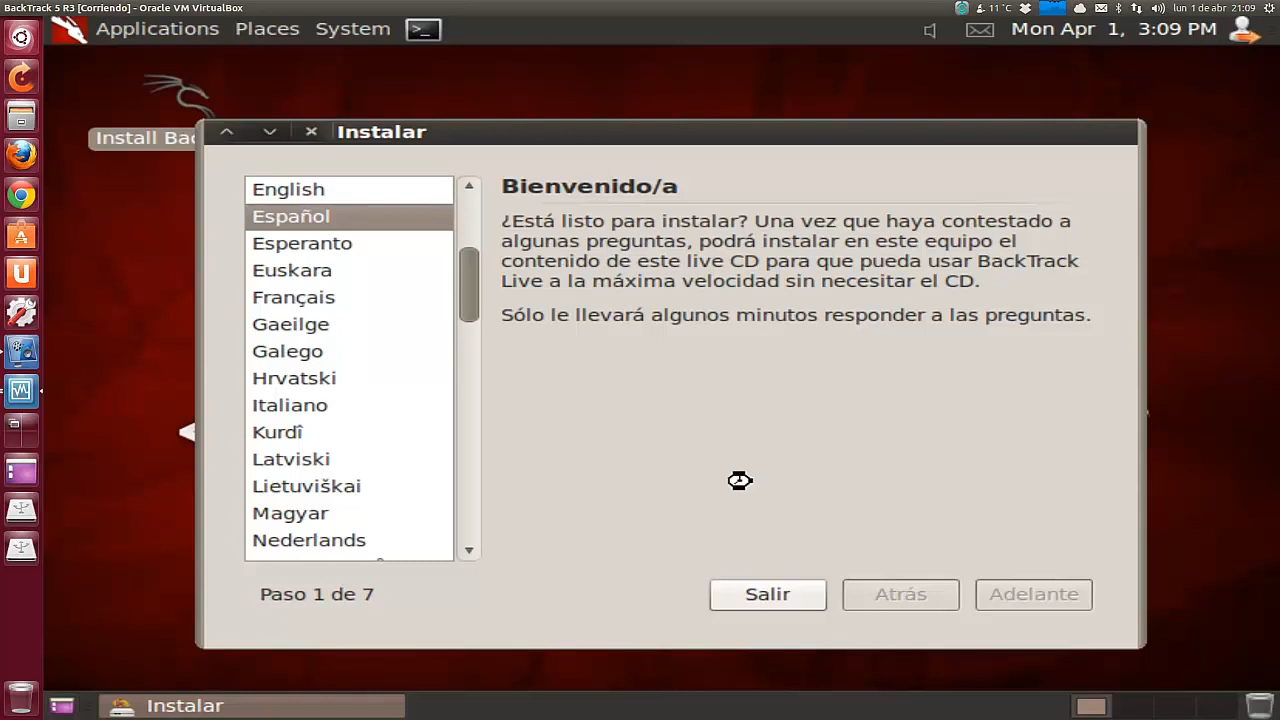 BackTrack 5 R3 [Corriendo] - Oracle VM VirtualBox
11°C
lun 1 de abr
21:09
Applications Places System
Mon Apr 1, 3:09 PM
Install Bac
Instalar
English
Español
Esperanto
Euskara
Français
Gaeilge
Galego
Hrvatski
Italiano
Kurdî
Latviski
Lietuviškai
Magyar
Nederlands
Bienvenido/a
¿Está listo para instalar? Una vez que haya contestado a
algunas preguntas, podrá instalar en este equipo el
contenido de este live CD para que pueda usar BackTrack
Live a la máxima velocidad sin necesitar el CD.
Sólo le llevará algunos minutos responder a las preguntas.
Paso 1 de 7
Salir
Atrás
Adelante
Instalar